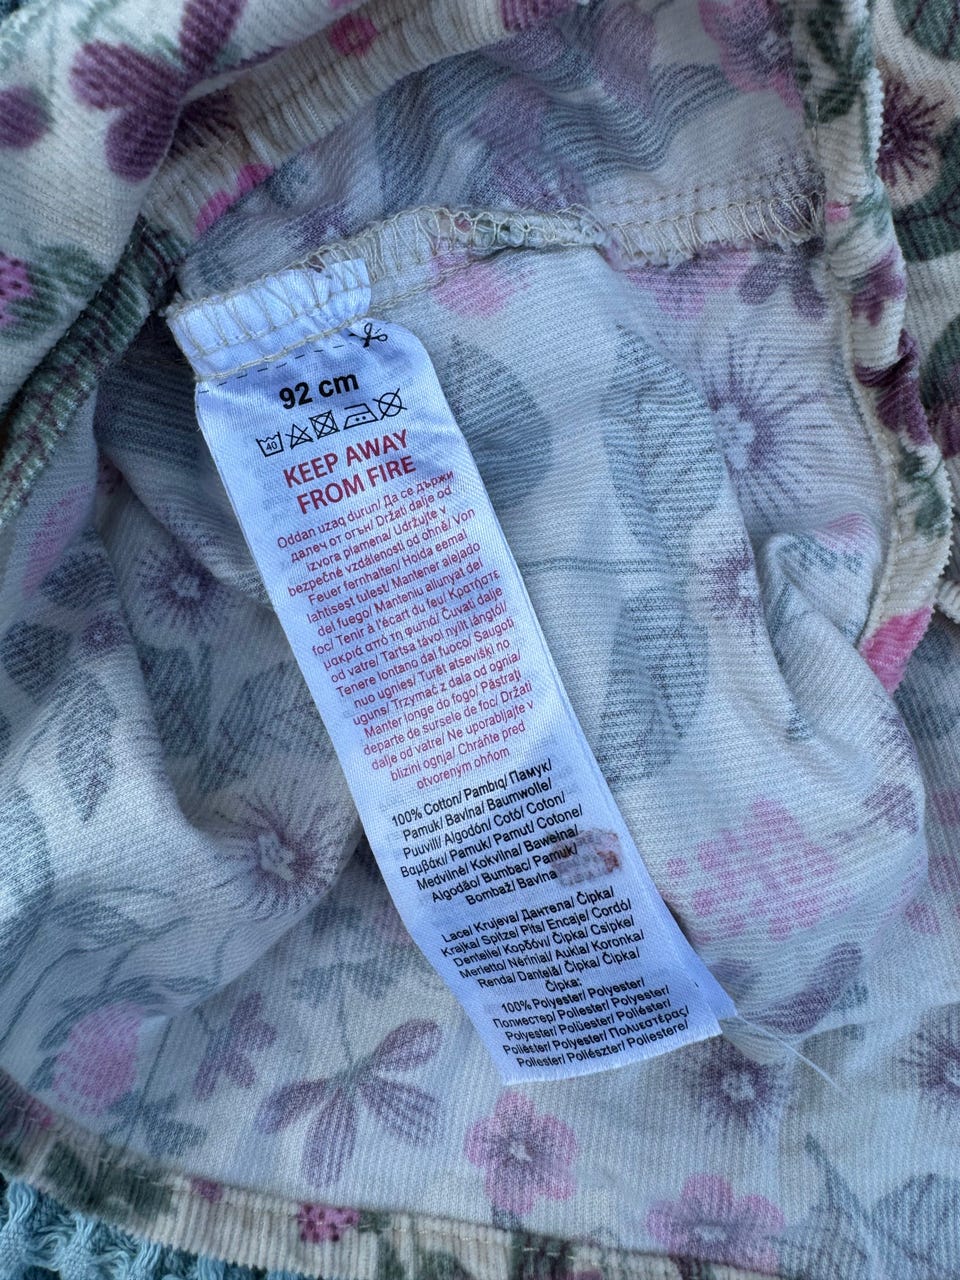 92 cm
40
KEEP AWAY
FROM FIRE
Oddan uzaq durun/ Да се държи
далеч от огън/ Držati dalje od
izvora plamena/ Udržujte v
bezpečné vzdálenosti od ohně/ Von
Feuer fernhalten/ Hoida eemal
lahtisest tulest/ Mantener alejado
del fuego/ Manteniu allunyat del
foc/ Tenir à l'écart du feu/ Κρατήστε
μακριά από τη φωτιά/ Čuvati dalje
od vatre/ Tartsa távol nyílt lángtól/
Tenere lontano dal fuoco/ Saugoti
nuo ugnies/ Turēt atsevišķi no
uguns/ Trzymać z dala od ognia/
Manter longe do fogo/ Păstrați
departe de sursele de foc/ Držati
dalje od vatre/ Ne uporabljajte v
bližini ognja/ Chráňte pred
otvoreným ohňom
100% Cotton/ Pambıq/ Памук/
Pamuk/ Bavlna/ Baumwolle/
Puuvill/ Algodón/ Cotó/ Coton/
Βαμβάκι/ Pamuk/ Pamut/ Cotone/
Medvilnė/ Kokvilna/ Bawełna/
Algodão/ Bumbac/ Pamuk/
Bombaž/ Bavlna
Lace/ Krujeva/ Дантела/ Čipka/
Krajka/ Spitze/ Pits/ Encaje/ Cordó/
Dentelle/ Κορδόνι/ Čipka/ Csipke/
Merletto/ Nėriniai/ Aukla/ Koronka/
Renda/ Dantelă/ Čipka/ Čipka/
Čipka:
100% Polyester/ Polyester/
Полиестер/ Poliester/ Polyester/
Polyester/ Polüester/ Poliéster/
Polièster/ Polyester/ Πολυεστέρας/
Poliester/ Poliészter/ Poliestere/